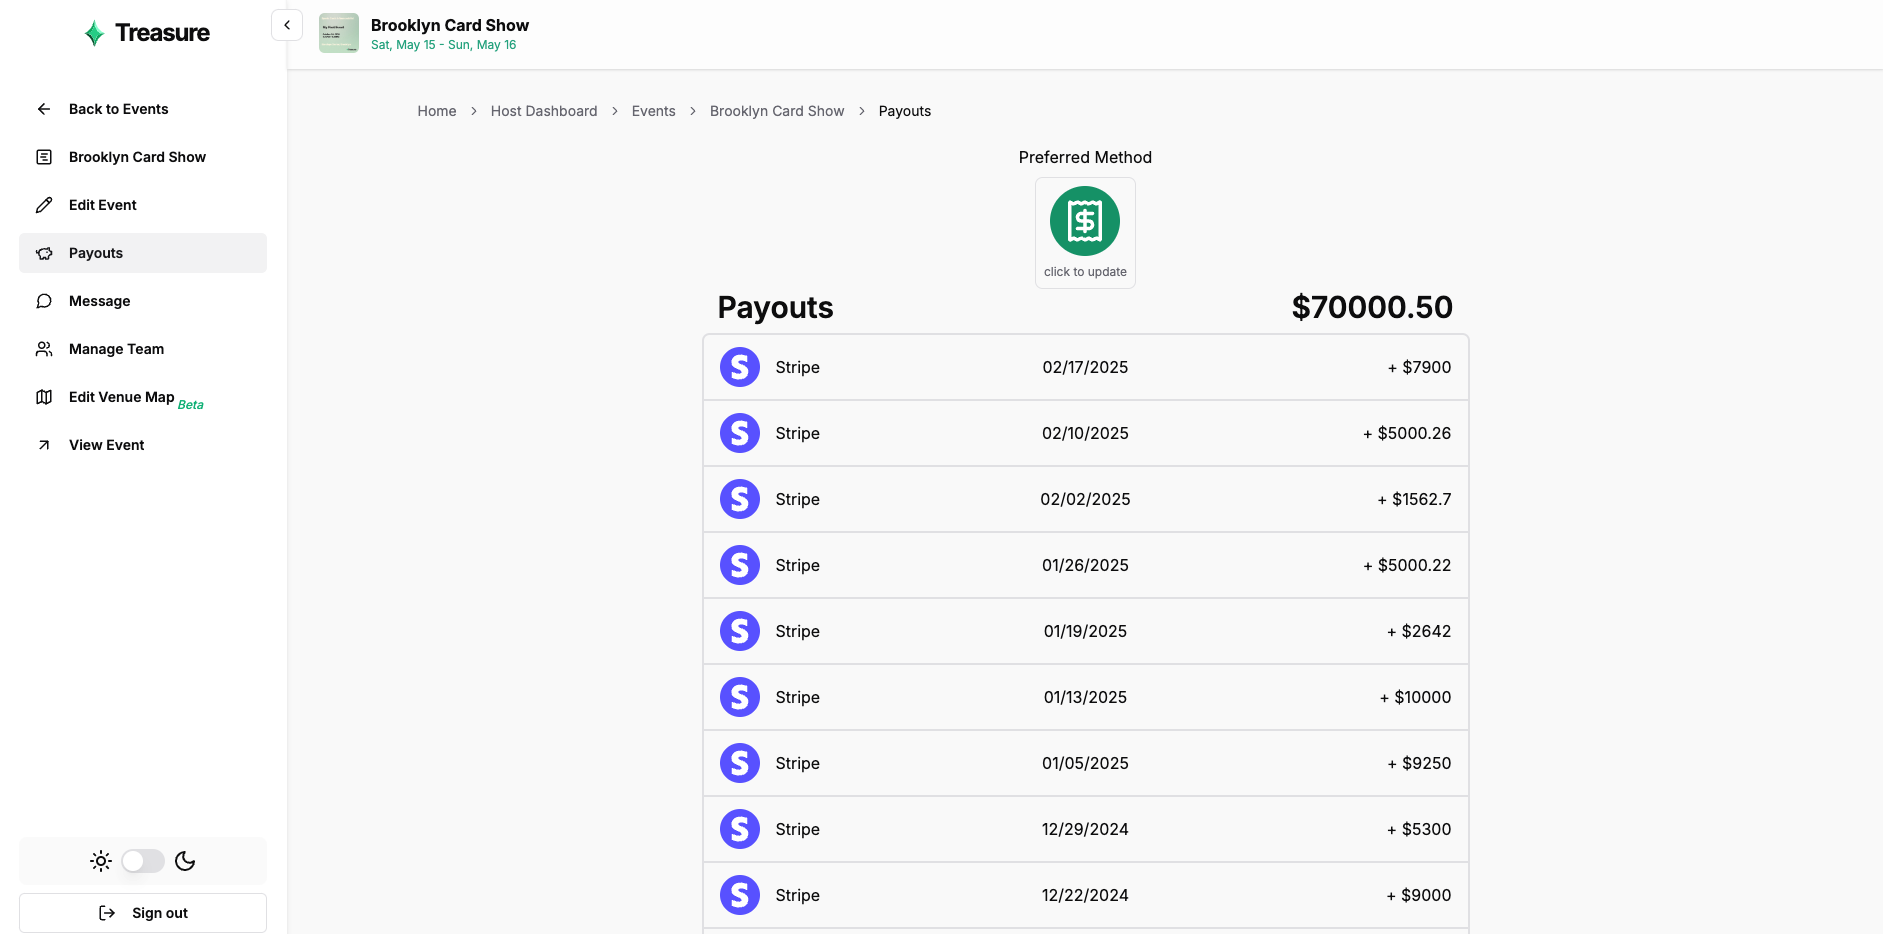 Treasure
Brooklyn Card Show
Sat, May 15 - Sun, May 16
Back to Events
Brooklyn Card Show
Edit Event
Payouts
Message
Manage Team
Edit Venue Map Beta
View Event
Sign out
Home > Host Dashboard > Events > Brooklyn Card Show > Payouts
Preferred Method
click to update
Payouts $70000.50
Stripe 02/17/2025 + $7900
Stripe 02/10/2025 + $5000.26
Stripe 02/02/2025 + $1562.7
Stripe 01/26/2025 + $5000.22
Stripe 01/19/2025 + $2642
Stripe 01/13/2025 + $10000
Stripe 01/05/2025 + $9250
Stripe 12/29/2024 + $5300
Stripe 12/22/2024 + $9000